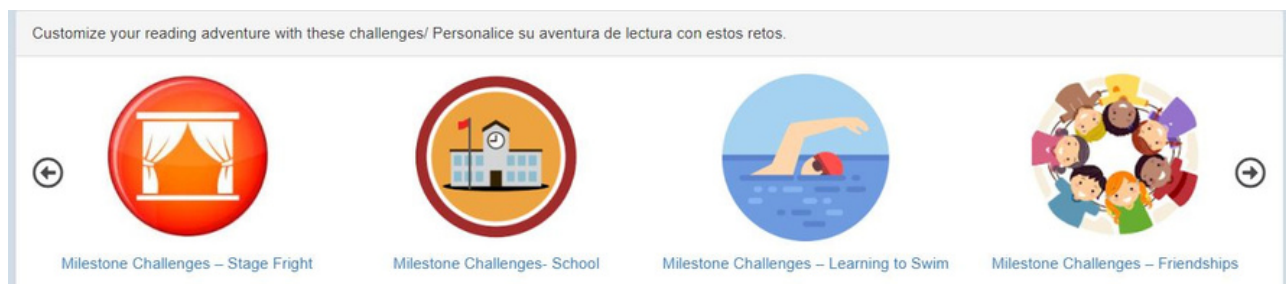 Customize your reading adventure with these challenges/ Personalice su aventura de lectura con estos retos.
Milestone Challenges – Stage Fright
Milestone Challenges- School
Milestone Challenges – Learning to Swim
Milestone Challenges – Friendships